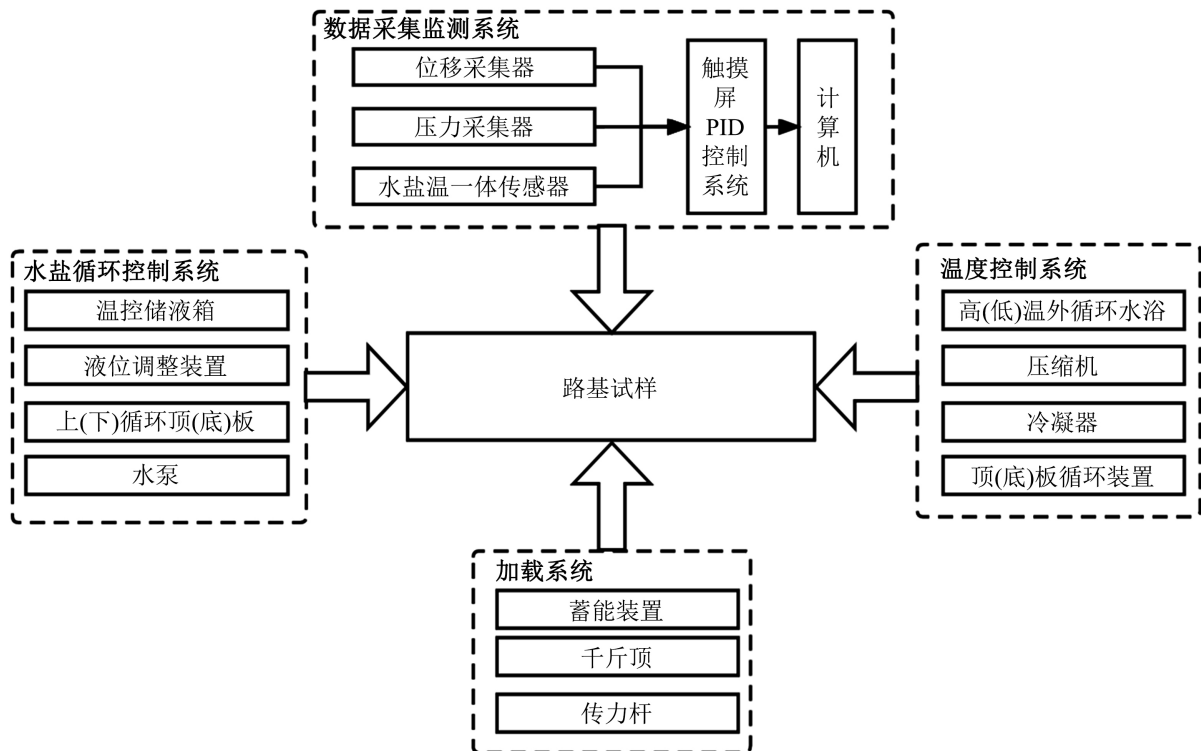 数据采集监测系统
位移采集器
压力采集器
水盐温一体传感器
触摸
屏
PID
控制
系统
计
算
机
水盐循环控制系统
温控储液箱
液位调整装置
上(下)循环顶(底)板
水泵
路基试样
温度控制系统
高(低)温外循环水浴
压缩机
冷凝器
顶(底)板循环装置
加载系统
蓄能装置
千斤顶
传力杆